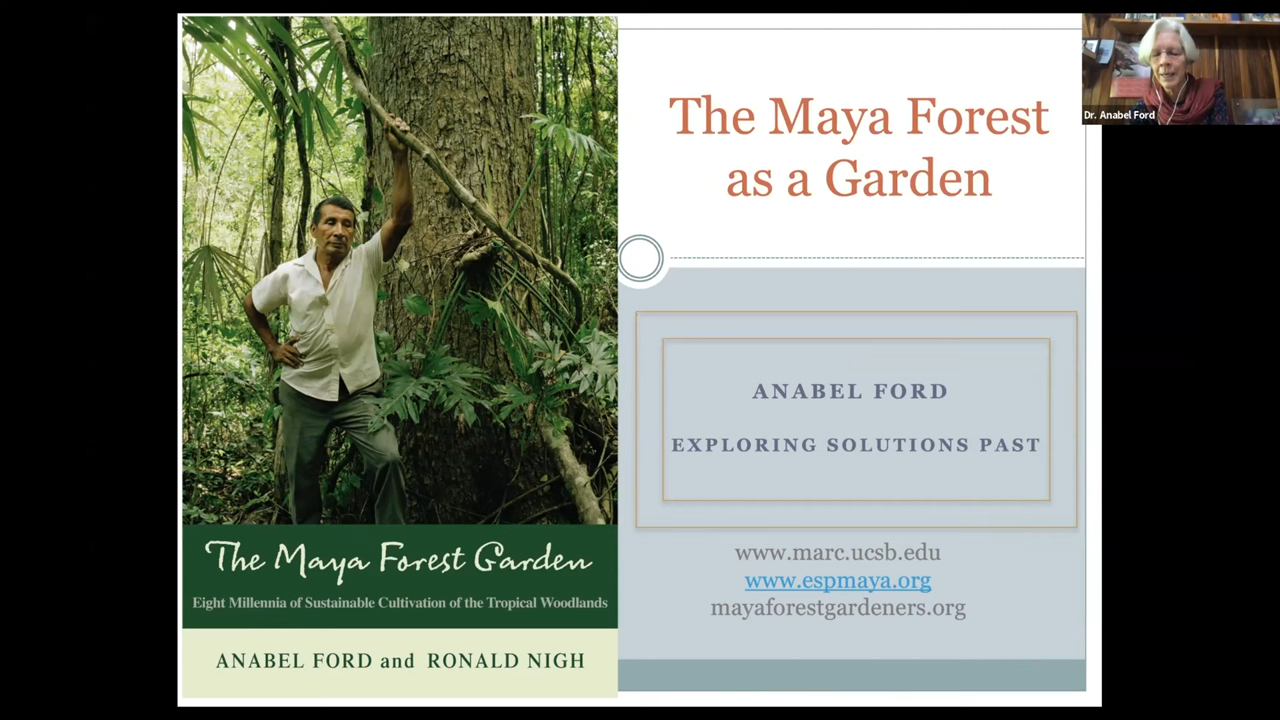 The Maya Forest Garden
Eight Millennia of Sustainable Cultivation of the Tropical Woodlands
ANABEL FORD and RONALD NIGH
The Maya Forest
as a Garden
ANABEL FORD
EXPLORING SOLUTIONS PAST
www.marc.ucsb.edu
www.espmaya.org
mayaforestgardeners.org
Dr. Anabel Ford